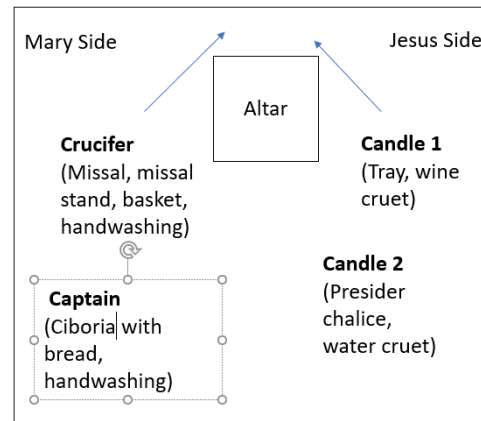 Mary Side
Jesus Side
Altar
Crucifer
(Missal, missal
stand, basket,
handwashing)
Candle 1
(Tray, wine
cruet)
Captain
(Ciboria with
bread,
handwashing)
Candle 2
(Presider
chalice,
water cruet)